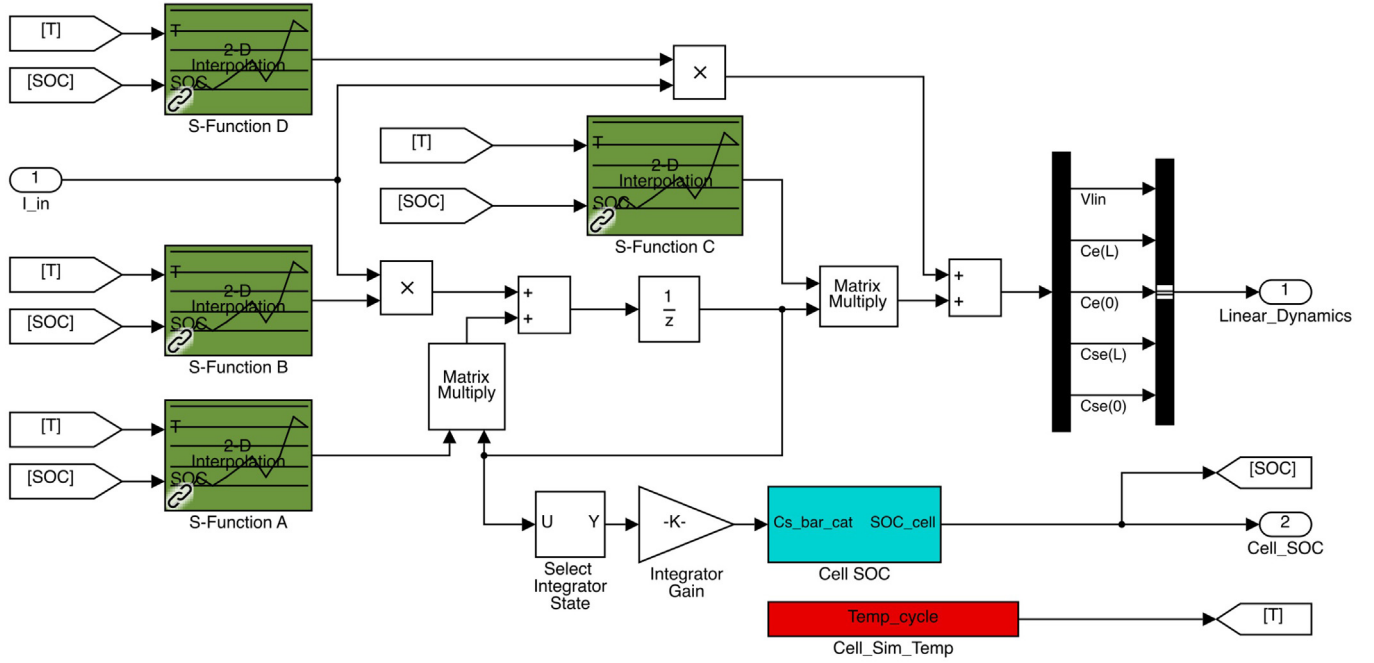 [T]
T
2-D
Interpolation
[SOC]
SOC
S-Function D
×
[T]
T
2-D
Interpolation
[SOC]
SOC
S-Function C
1
I_in
[T]
T
2-D
Interpolation
[SOC]
SOC
S-Function B
×
+
+
1
z
Matrix
Multiply
+
+
Vlin
Ce(L)
Ce(0)
Cse(L)
Cse(0)
1
Linear_Dynamics
Matrix
Multiply
[T]
T
2-D
Interpolation
[SOC]
SOC
S-Function A
U Y
Select
Integrator
State
-K-
Integrator
Gain
Cs_bar_cat SOC_cell
Cell SOC
[SOC]
2
Cell_SOC
Temp_cycle
Cell_Sim_Temp
[T]